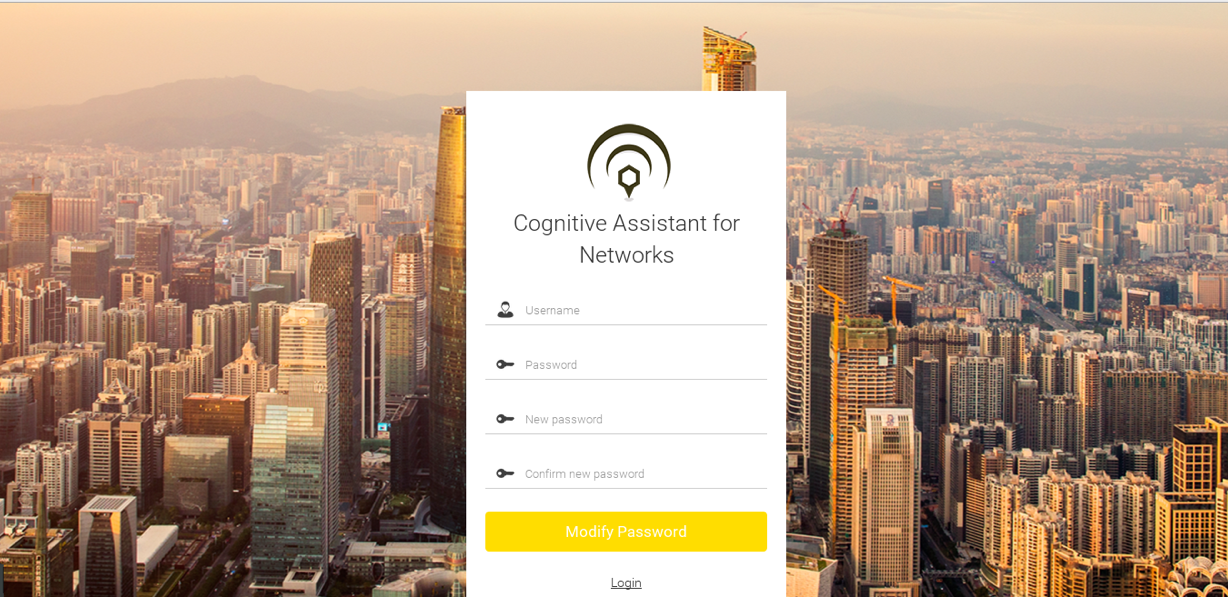 Cognitive Assistant for
Networks
Username
Password
New password
Confirm new password
Modify Password
Login